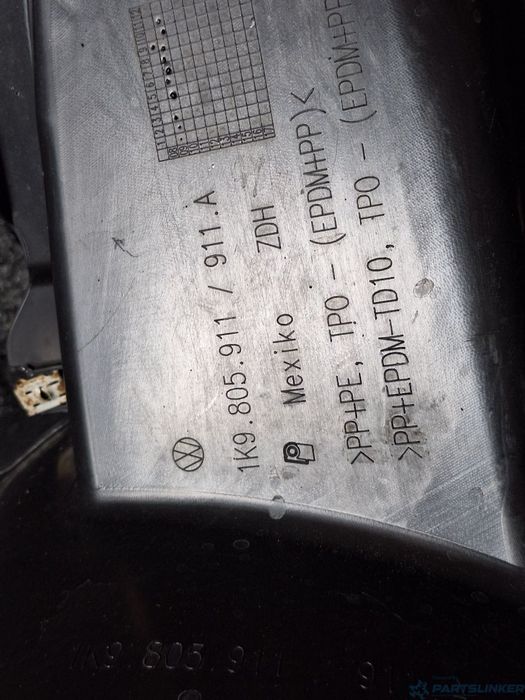 1K9.805.911 / 911.A
Mexiko ZDH
>PP+PE, TPO - (EPDM+PP)<
>PP+EPDM-TD10, TPO - (EPDM+PP
1K9.805.911
PARTSLINKER